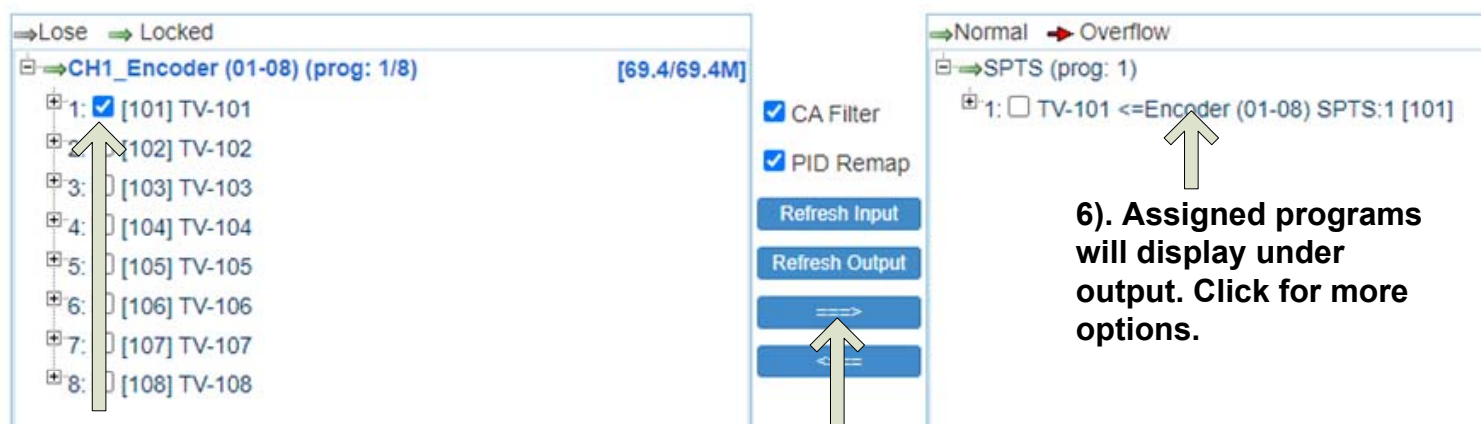 Lose Locked
CH1_Encoder (01-08) (prog: 1/8) [69.4/69.4M]
1: [101] TV-101
2: [102] TV-102
3: [103] TV-103
4: [104] TV-104
5: [105] TV-105
6: [106] TV-106
7: [107] TV-107
8: [108] TV-108
CA Filter
PID Remap
Refresh Input
Refresh Output
===>
Normal Overflow
SPTS (prog: 1)
1: TV-101 <=Encoder (01-08) SPTS:1 [101]
6). Assigned programs
will display under
output. Click for more
options.